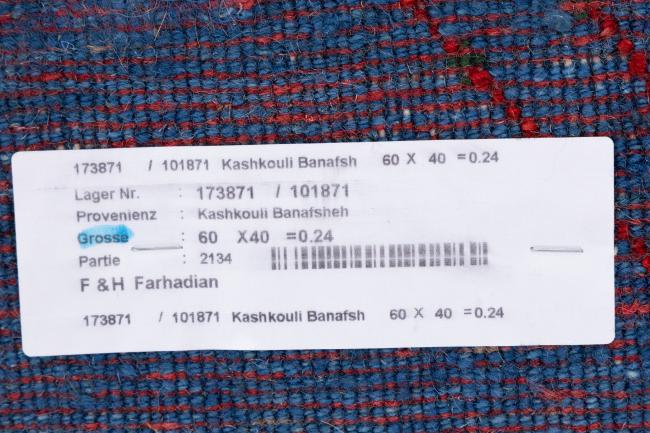 173871 / 101871 Kashkouli Banafsh 60 X 40 =0.24
Lager Nr. : 173871 / 101871
Provenienz : Kashkouli Banafsheh
Grosse : 60 X40 =0.24
Partie : 2134
F & H Farhadian
173871 / 101871 Kashkouli Banafsh 60 X 40 =0.24